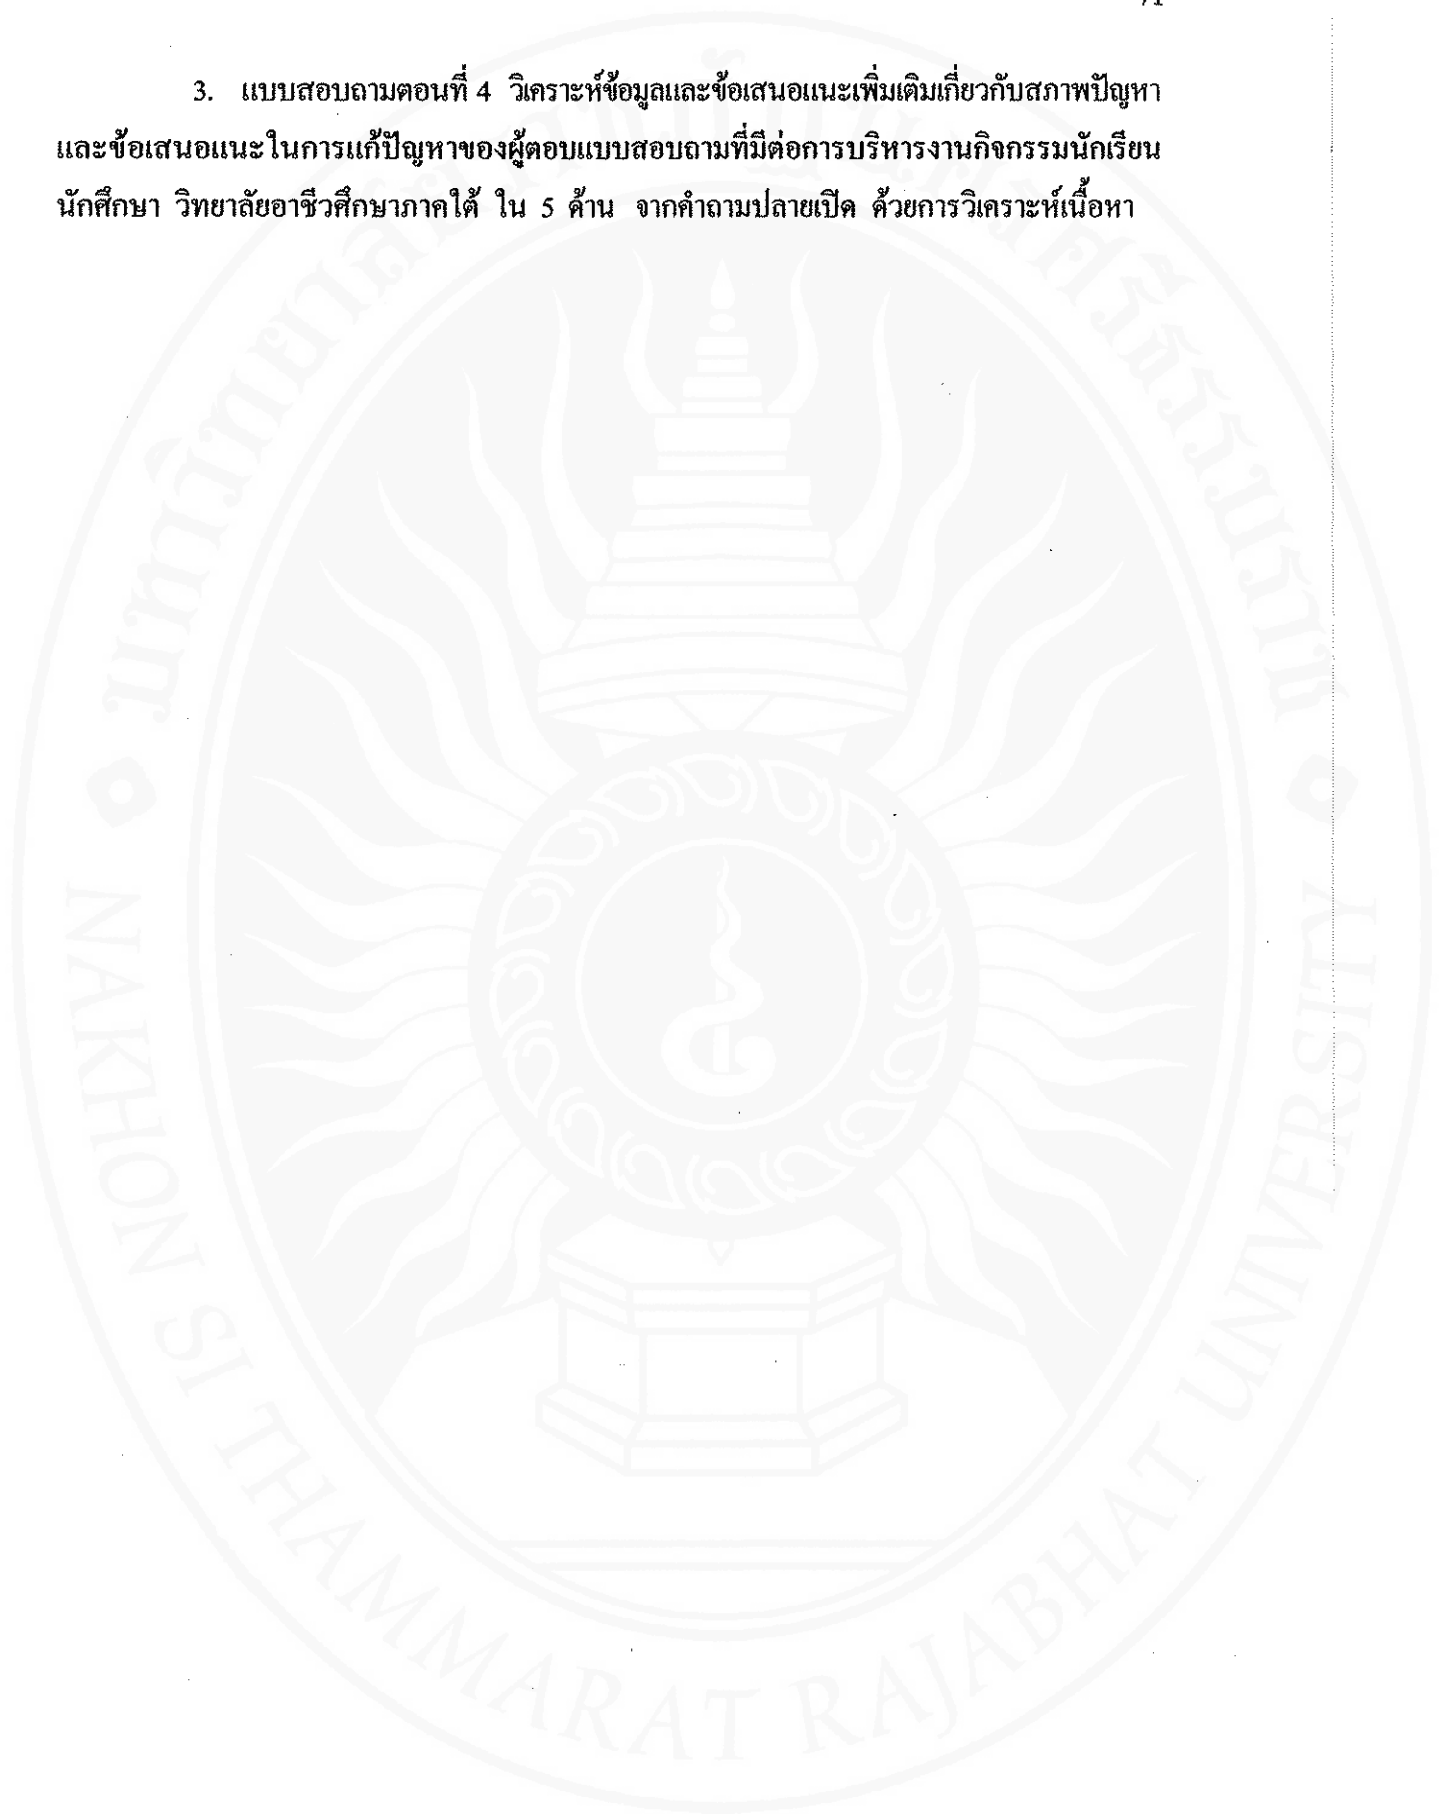 3. แบบสอบถามตอนที่ 4 วิเคราะห์ข้อมูลและข้อเสนอแนะเพิ่มเติมเกี่ยวกับสภาพปัญหา
และข้อเสนอแนะในการแก้ปัญหาของผู้ตอบแบบสอบถามที่มีต่อการบริหารงานกิจกรรมนักเรียน
นักศึกษา วิทยาลัยอาชีวศึกษาภาคใต้ ใน 5 ด้าน จากคำถามปลายเปิด ด้วยการวิเคราะห์เนื้อหา
NAKHON SI THAMMARAT RAJABHAT UNIVERSITY